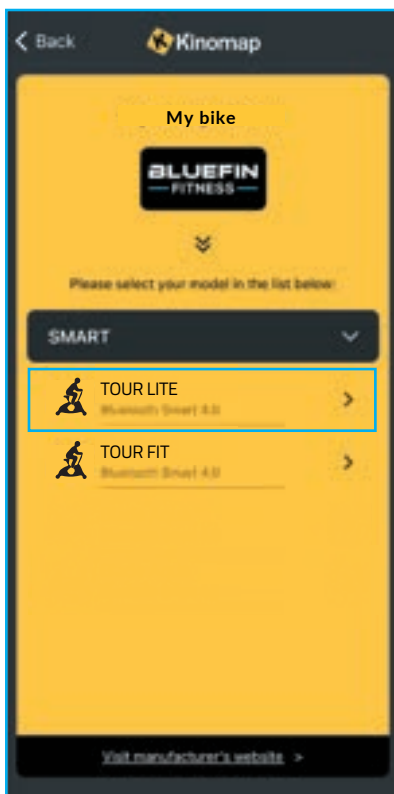 Back
Kinomap
My bike
BLUEFIN
FITNESS
Please select your model in the list below:
SMART
TOUR LITE
Bluetooth Smart 4.0
TOUR FIT
Bluetooth Smart 4.0
Visit manufacturer's website >